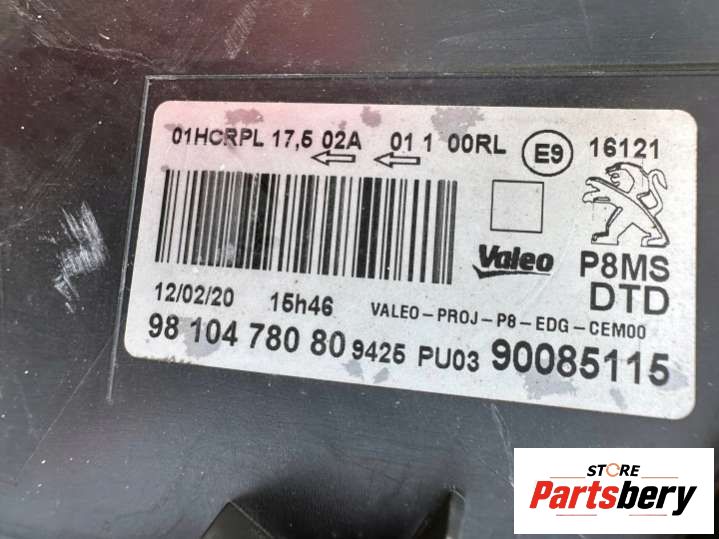 01HCRPL 17,5 02A 01 1 00RL E9 16121
Valeo P8MS
DTD
12/02/20 15h46 VALEO-PROJ-P8-EDG-CEM00
98 104 780 80 9425 PU03 90085115
STORE
Partsbery